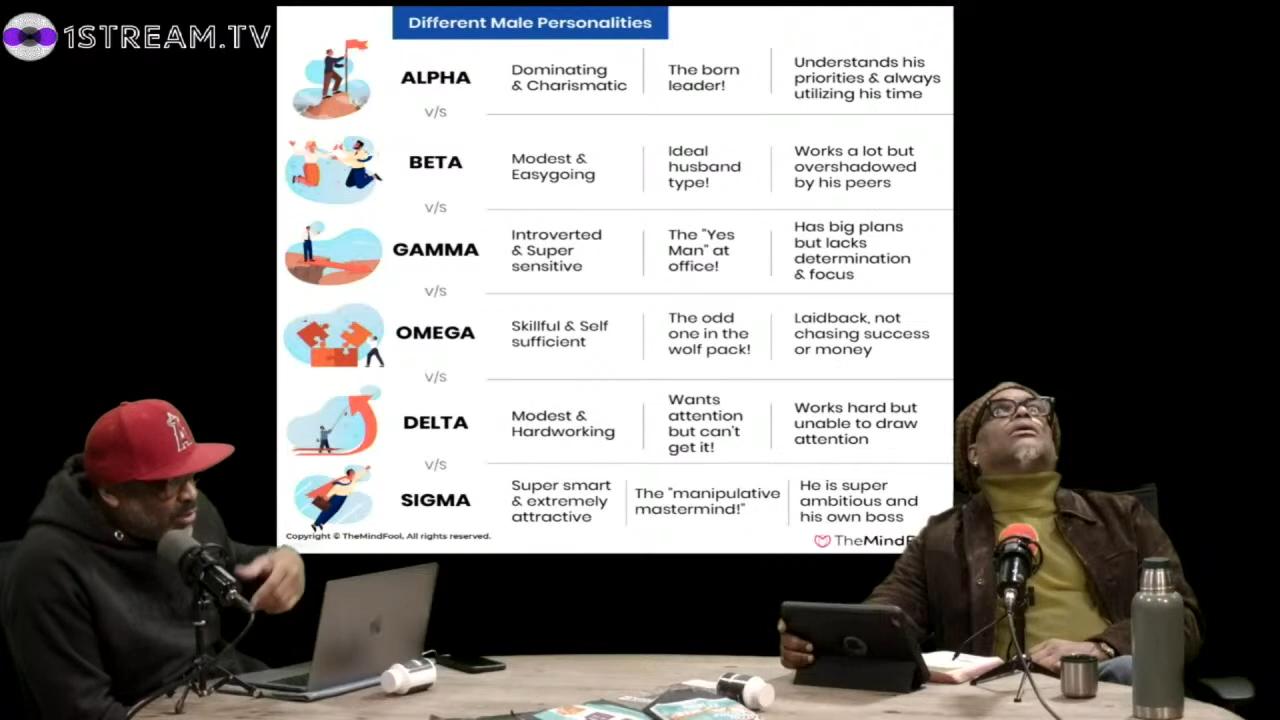 1STREAM.TV
Different Male Personalities
ALPHA
Dominating
& Charismatic
The born
leader!
Understands his
priorities & always
utilizing his time
v/s
BETA
Modest &
Easygoing
Ideal
husband
type!
Works a lot but
overshadowed
by his peers
v/s
GAMMA
Introverted
& Super
sensitive
The "Yes
Man" at
office!
Has big plans
but lacks
determination
& focus
v/s
OMEGA
Skillful & Self
sufficient
The odd
one in the
wolf pack!
Laidback, not
chasing success
or money
v/s
DELTA
Modest &
Hardworking
Wants
attention
but can't
get it!
Works hard but
unable to draw
attention
v/s
SIGMA
Super smart
& extremely
attractive
The "manipulative
mastermind!"
He is super
ambitious and
his own boss
Copyright © TheMindFool, All rights reserved.
TheMindF
A